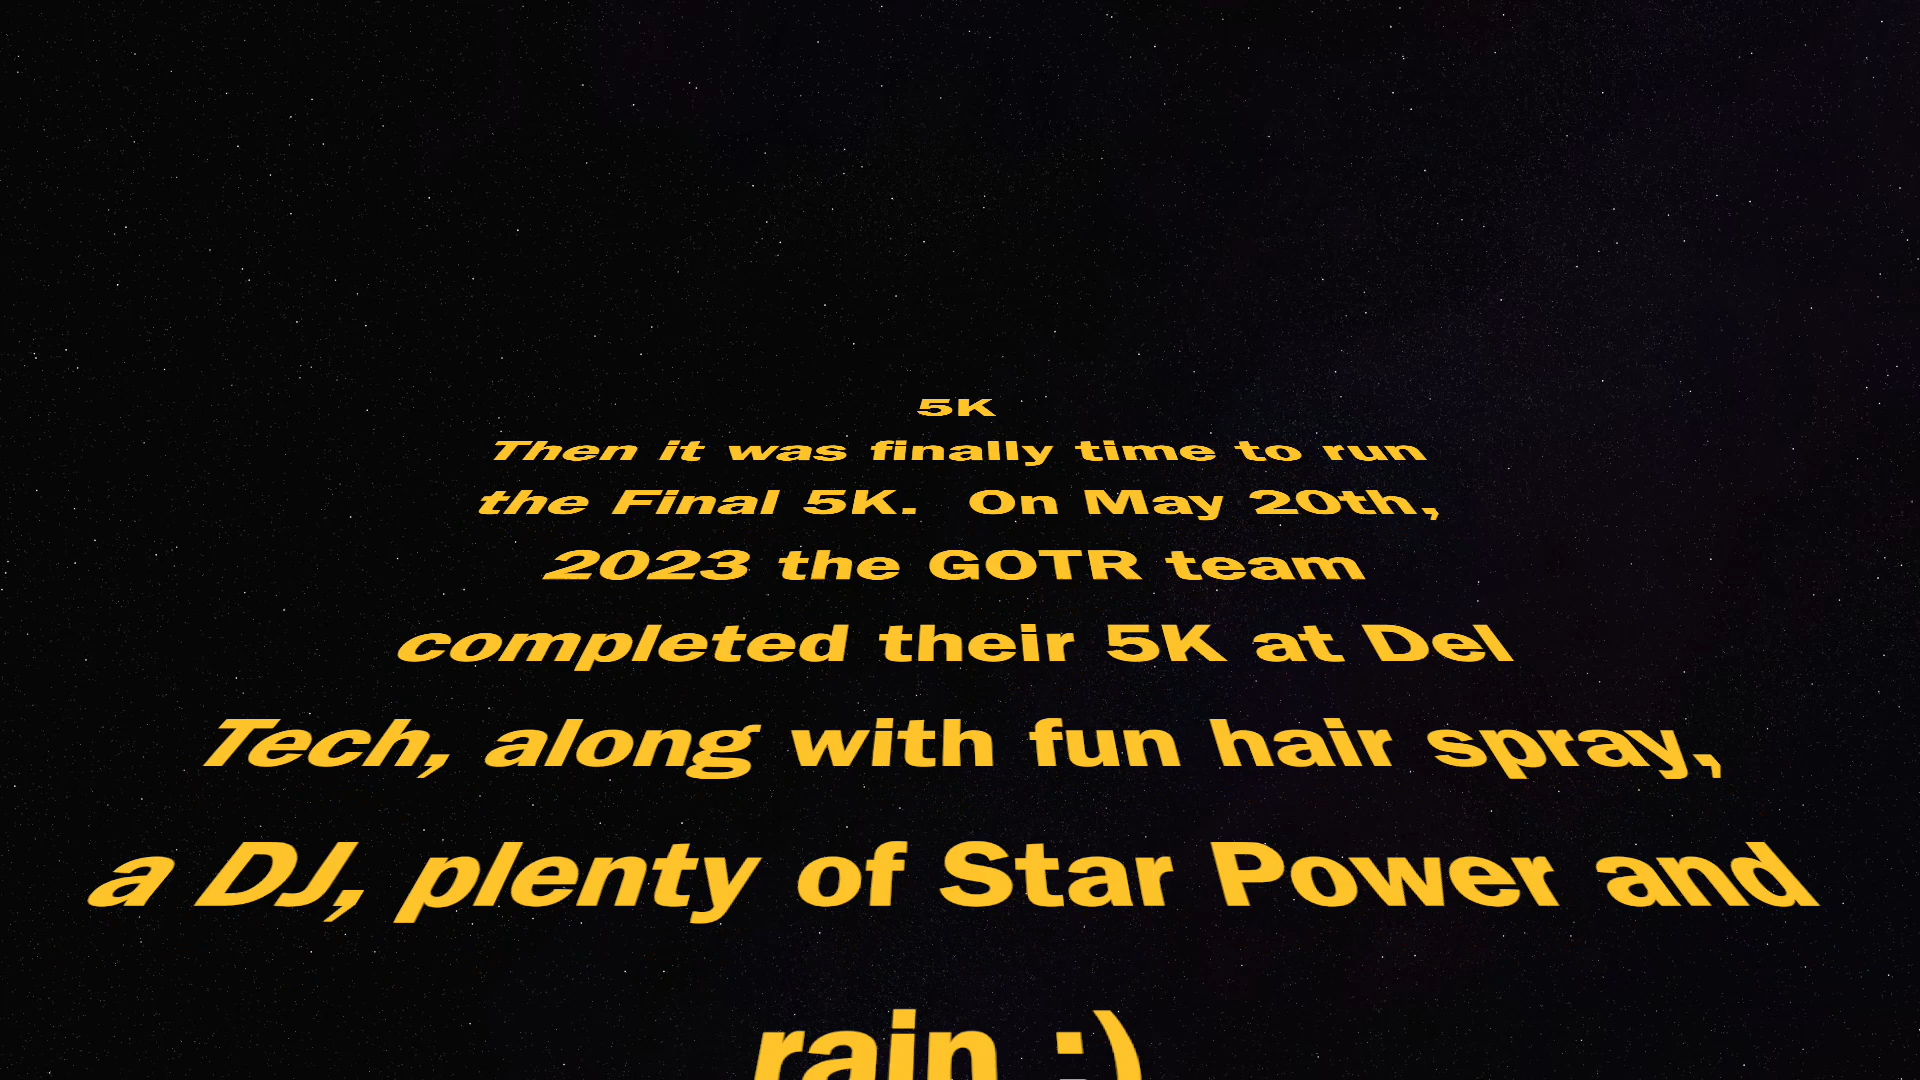 5K
Then it was finally time to run
the Final 5K.  On May 20th,
2023 the GOTR team
completed their 5K at Del
Tech, along with fun hair spray,
a DJ, plenty of Star Power and
rain :)